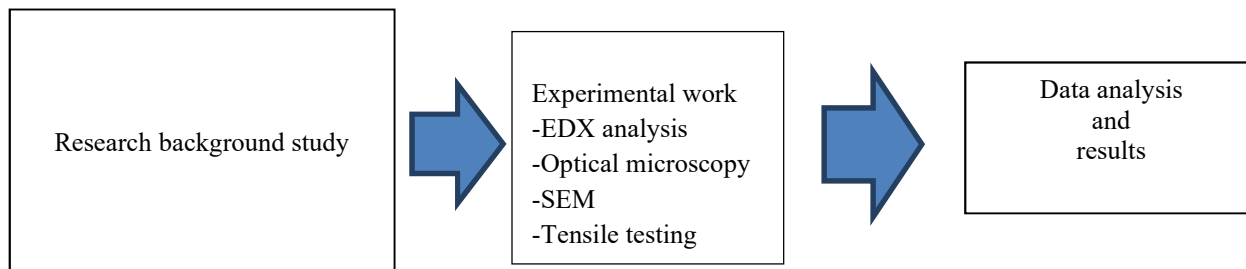 Research background study
Experimental work
-EDX analysis
-Optical microscopy
-SEM
-Tensile testing
Data analysis
and
results